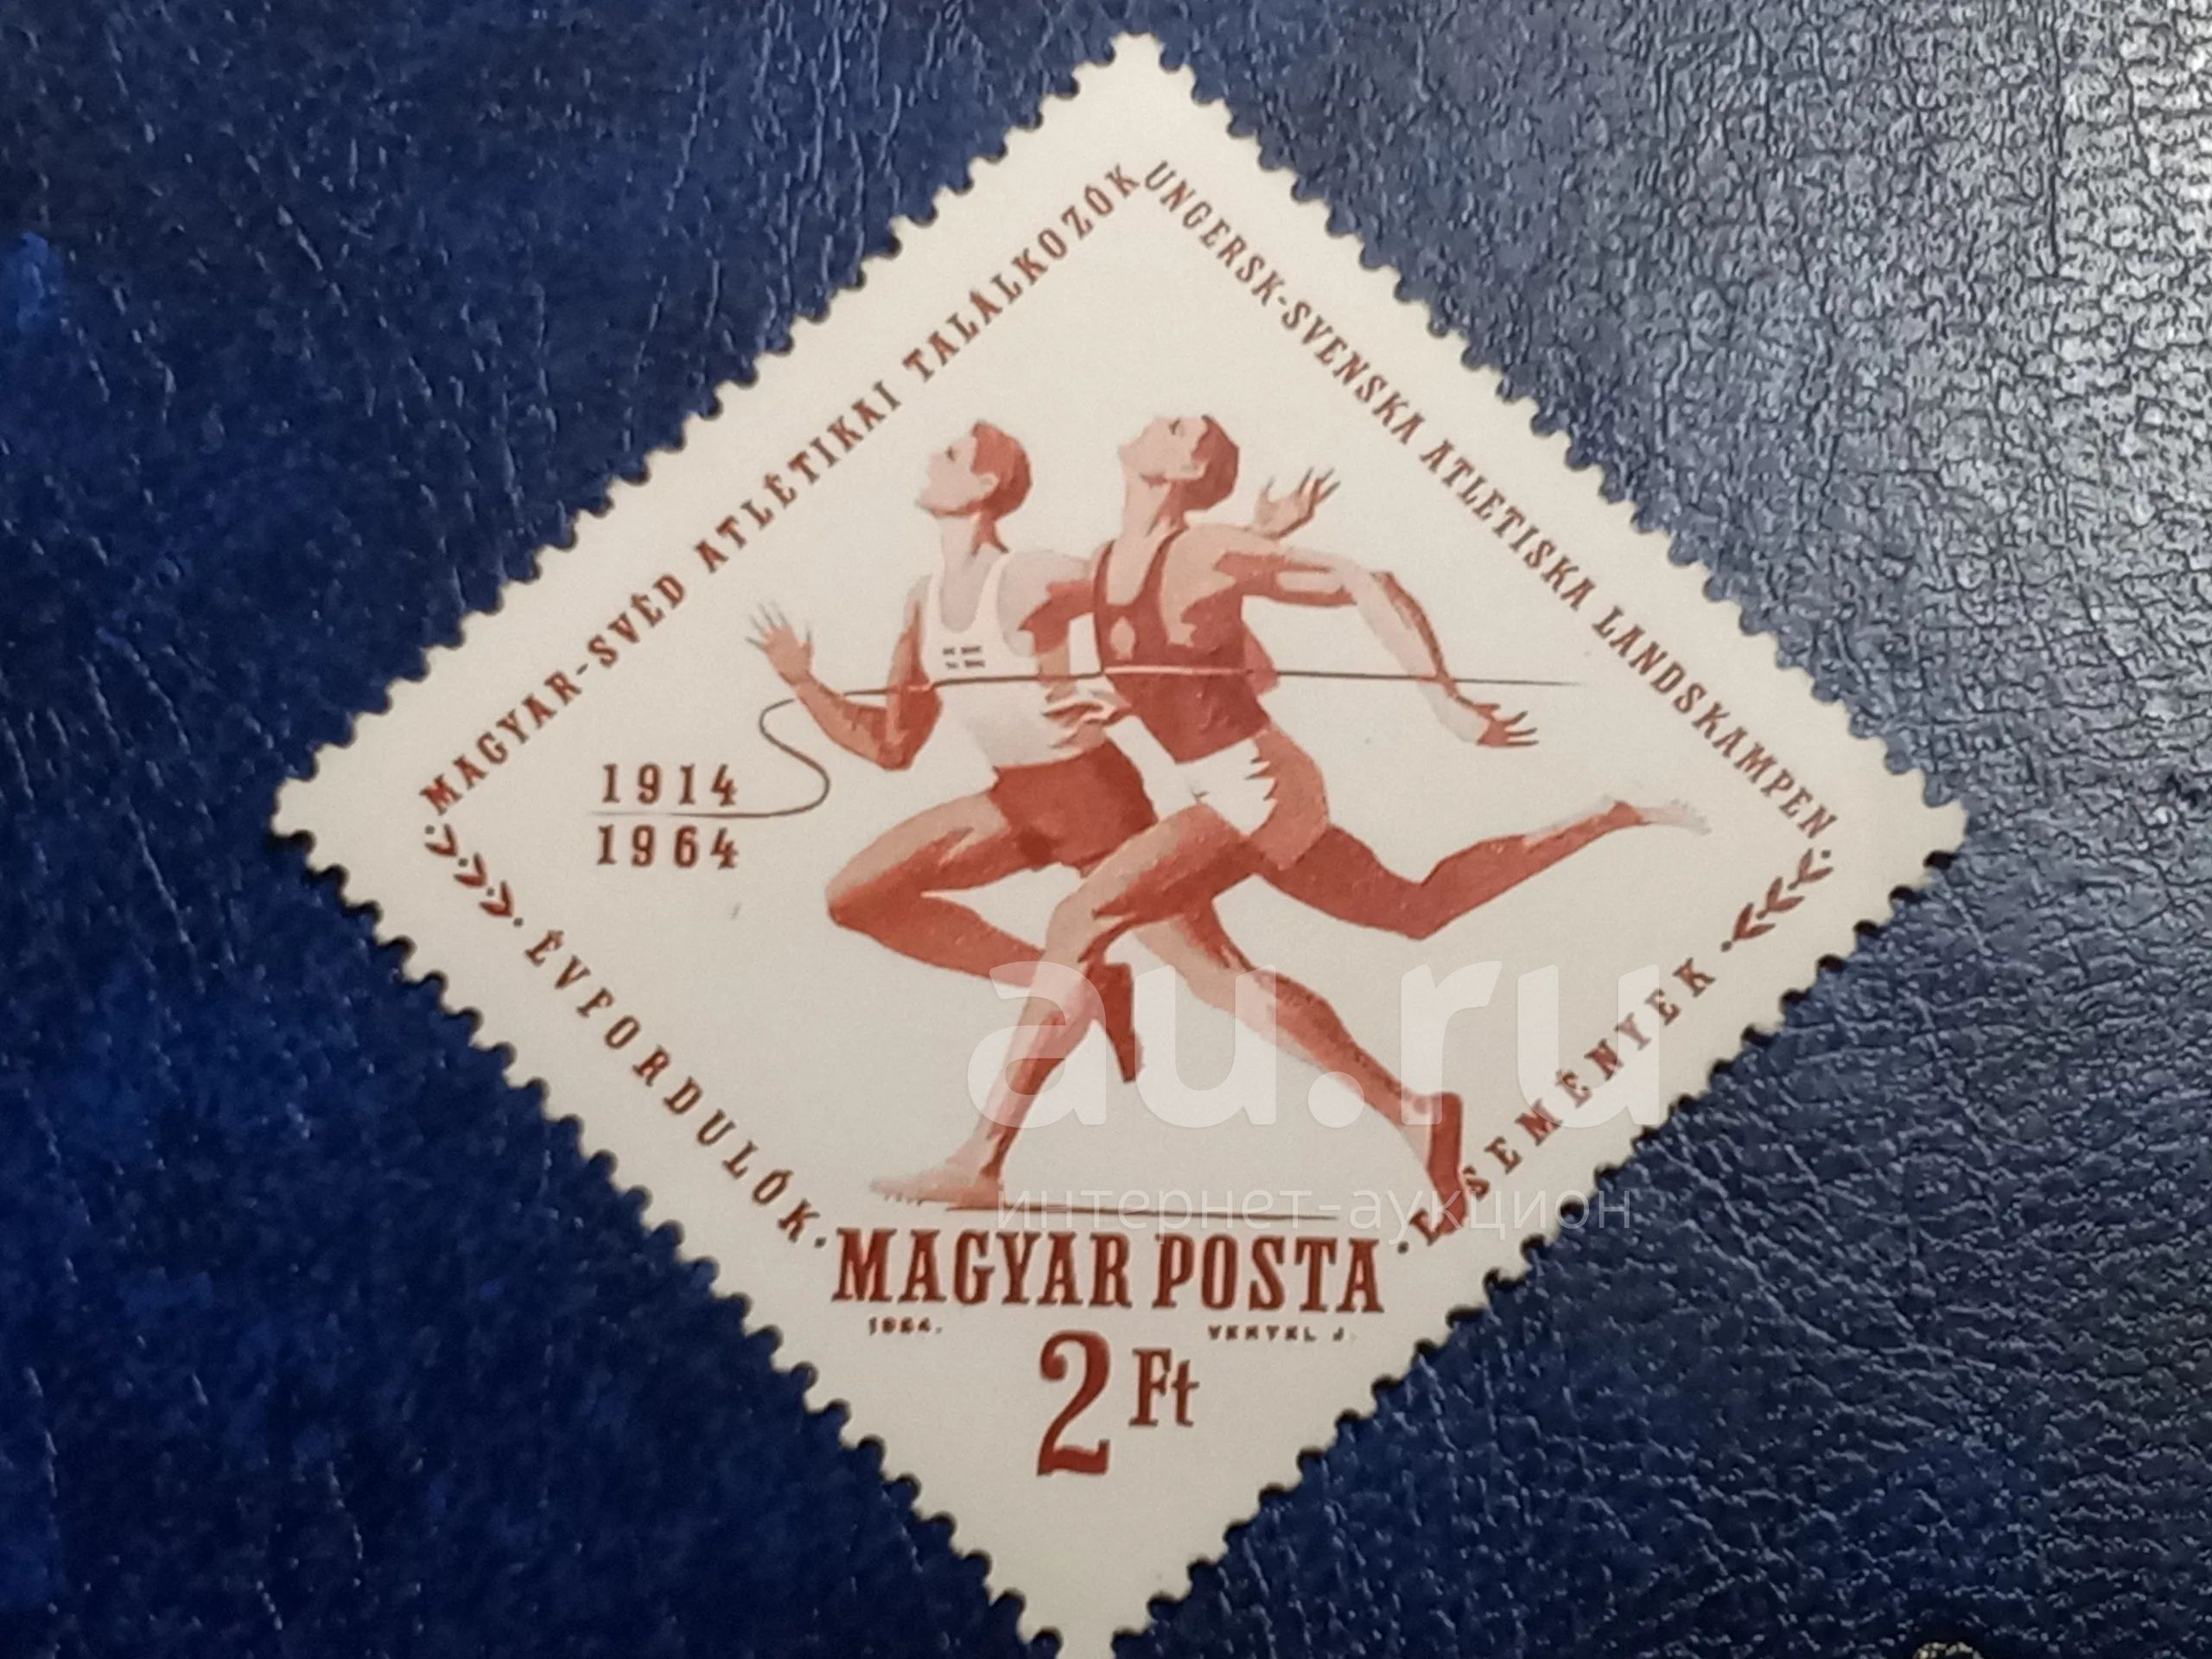 MAGYAR-SVÉD ATLÉTIKAI TALÁLKOZÓK
UNGERSK-SVENSKA ATLETISKA LANDSKAMPEN
1914
1964
ÉVFORDULÓK
ESEMÉNYEK
au.ru
интернет-аукцион
MAGYAR POSTA
1964. VERTEL J.
2 Ft